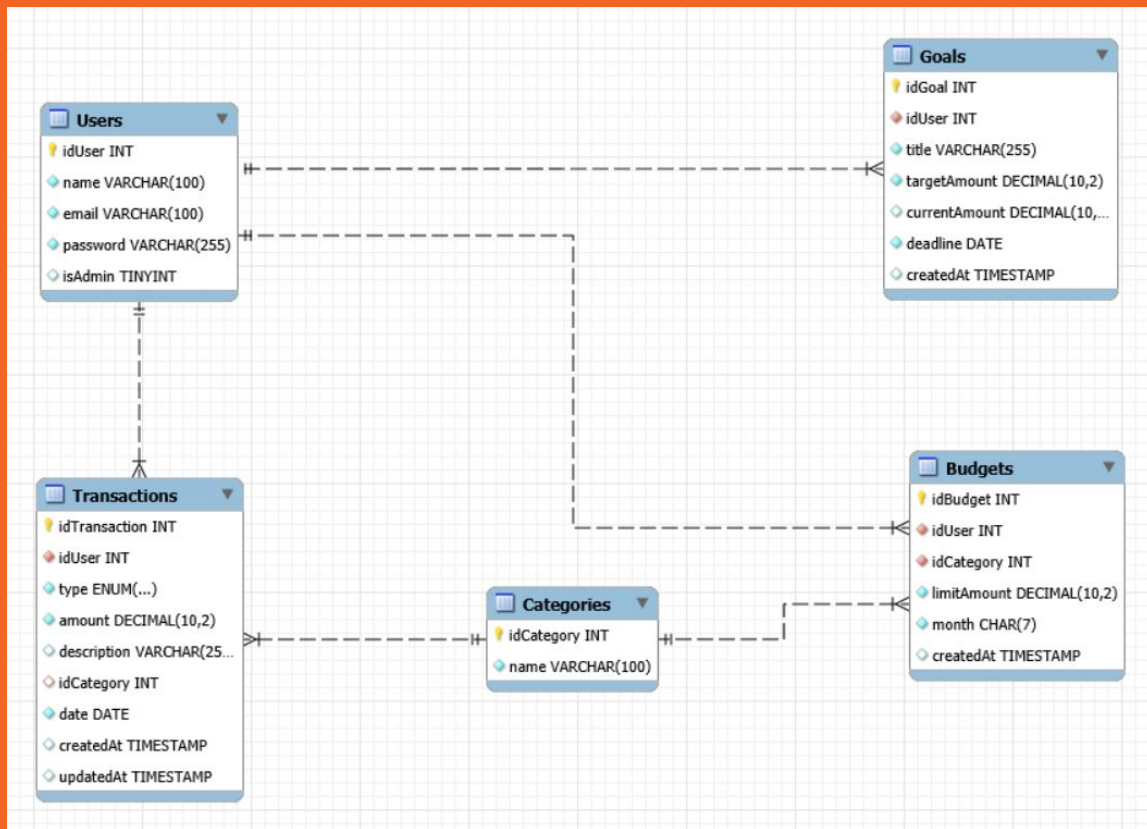 Users
idUser INT
name VARCHAR(100)
email VARCHAR(100)
password VARCHAR(255)
isAdmin TINYINT
Goals
idGoal INT
idUser INT
title VARCHAR(255)
targetAmount DECIMAL(10,2)
currentAmount DECIMAL(10,...
deadline DATE
createdAt TIMESTAMP
Transactions
idTransaction INT
idUser INT
type ENUM(...)
amount DECIMAL(10,2)
description VARCHAR(25...
idCategory INT
date DATE
createdAt TIMESTAMP
updatedAt TIMESTAMP
Categories
idCategory INT
name VARCHAR(100)
Budgets
idBudget INT
idUser INT
idCategory INT
limitAmount DECIMAL(10,2)
month CHAR(7)
createdAt TIMESTAMP